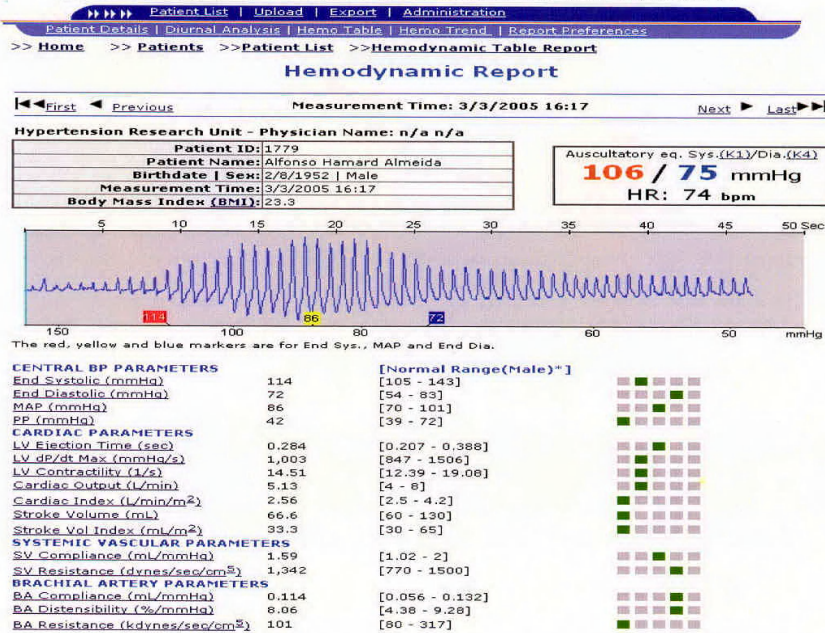 Patient List | Upload | Export | Administration
Patient Details | Diurnal Analysis | Hemo Table | Hemo Trend | Report Preferences
>> Home >> Patients >>Patient List >>Hemodynamic Table Report
Hemodynamic Report
First Previous Measurement Time: 3/3/2005 16:17 Next Last
Hypertension Research Unit - Physician Name: n/a n/a
Patient ID: 1779
Patient Name: Alfonso Hamard Almeida
Birthdate | Sex: 2/8/1952 | Male
Measurement Time: 3/3/2005 16:17
Body Mass Index (BMI): 23.3
Auscultatory eq. Sys.(K1)/Dia.(K4)
106 / 75 mmHg
HR: 74 bpm
5 10 15 20 25 30 35 40 45 50 Sec
114 86 72
150 100 80 60 50 mmHg
The red, yellow and blue markers are for End Sys., MAP and End Dia.
CENTRAL BP PARAMETERS [Normal Range(Male)*]
End Systolic (mmHg) 114 [105 - 143]
End Diastolic (mmHg) 72 [54 - 83]
MAP (mmHg) 86 [70 - 101]
PP (mmHg) 42 [39 - 72]
CARDIAC PARAMETERS
LV Ejection Time (sec) 0.284 [0.207 - 0.388]
LV dP/dt Max (mmHg/s) 1,003 [847 - 1506]
LV Contractility (1/s) 14.51 [12.39 - 19.08]
Cardiac Output (L/min) 5.13 [4 - 8]
Cardiac Index (L/min/m²) 2.56 [2.5 - 4.2]
Stroke Volume (mL) 66.6 [60 - 130]
Stroke Vol Index (mL/m²) 33.3 [30 - 65]
SYSTEMIC VASCULAR PARAMETERS
SV Compliance (mL/mmHg) 1.59 [1.02 - 2]
SV Resistance (dynes/sec/cm⁵) 1,342 [770 - 1500]
BRACHIAL ARTERY PARAMETERS
BA Compliance (mL/mmHg) 0.114 [0.056 - 0.132]
BA Distensibility (%/mmHg) 8.06 [4.38 - 9.28]
BA Resistance (kdynes/sec/cm⁵) 101 [80 - 317]